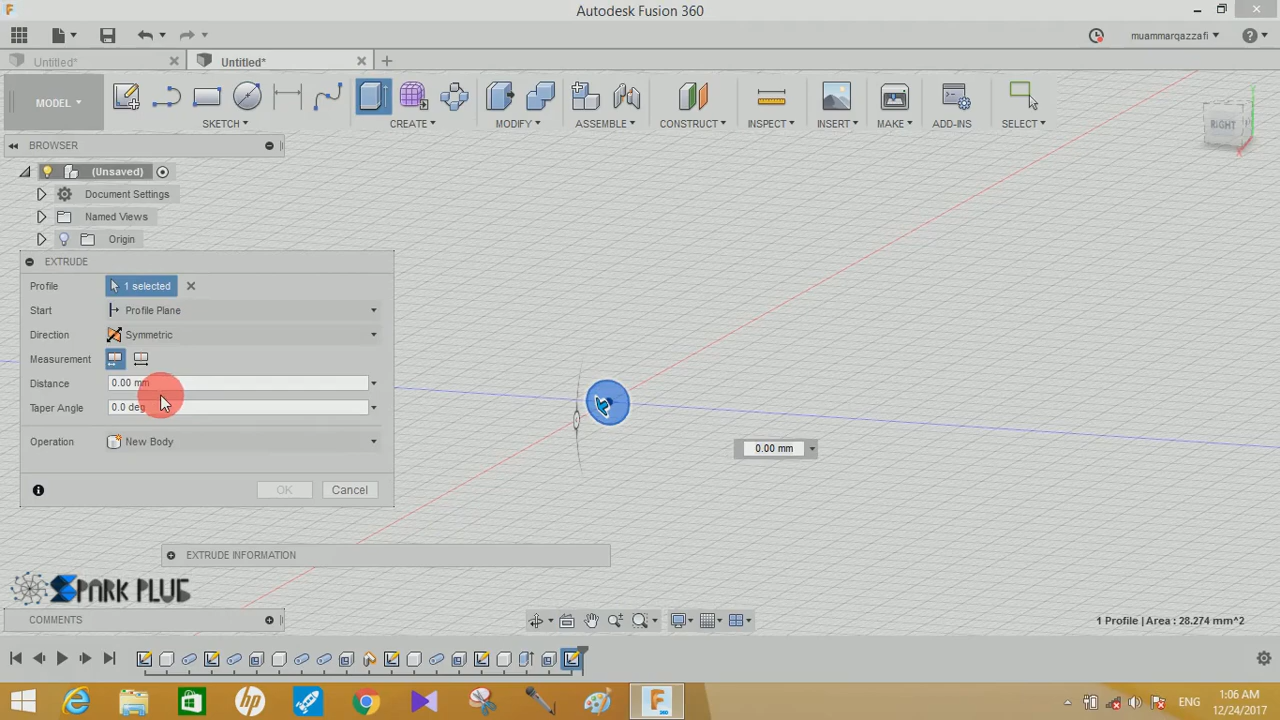 Autodesk Fusion 360
muammarqazzafi
Untitled*
Untitled*
MODEL
SKETCH
CREATE
MODIFY
ASSEMBLE
CONSTRUCT
INSPECT
INSERT
MAKE
ADD-INS
SELECT
RIGHT
BROWSER
(Unsaved)
Document Settings
Named Views
Origin
EXTRUDE
Profile
1 selected
Start
Profile Plane
Direction
Symmetric
Measurement
Distance
0.00 mm
Taper Angle
0.0 deg
Operation
New Body
OK
Cancel
0.00 mm
EXTRUDE INFORMATION
SPARK PLUG
COMMENTS
1 Profile | Area : 28.274 mm^2
ENG
1:06 AM
12/24/2017